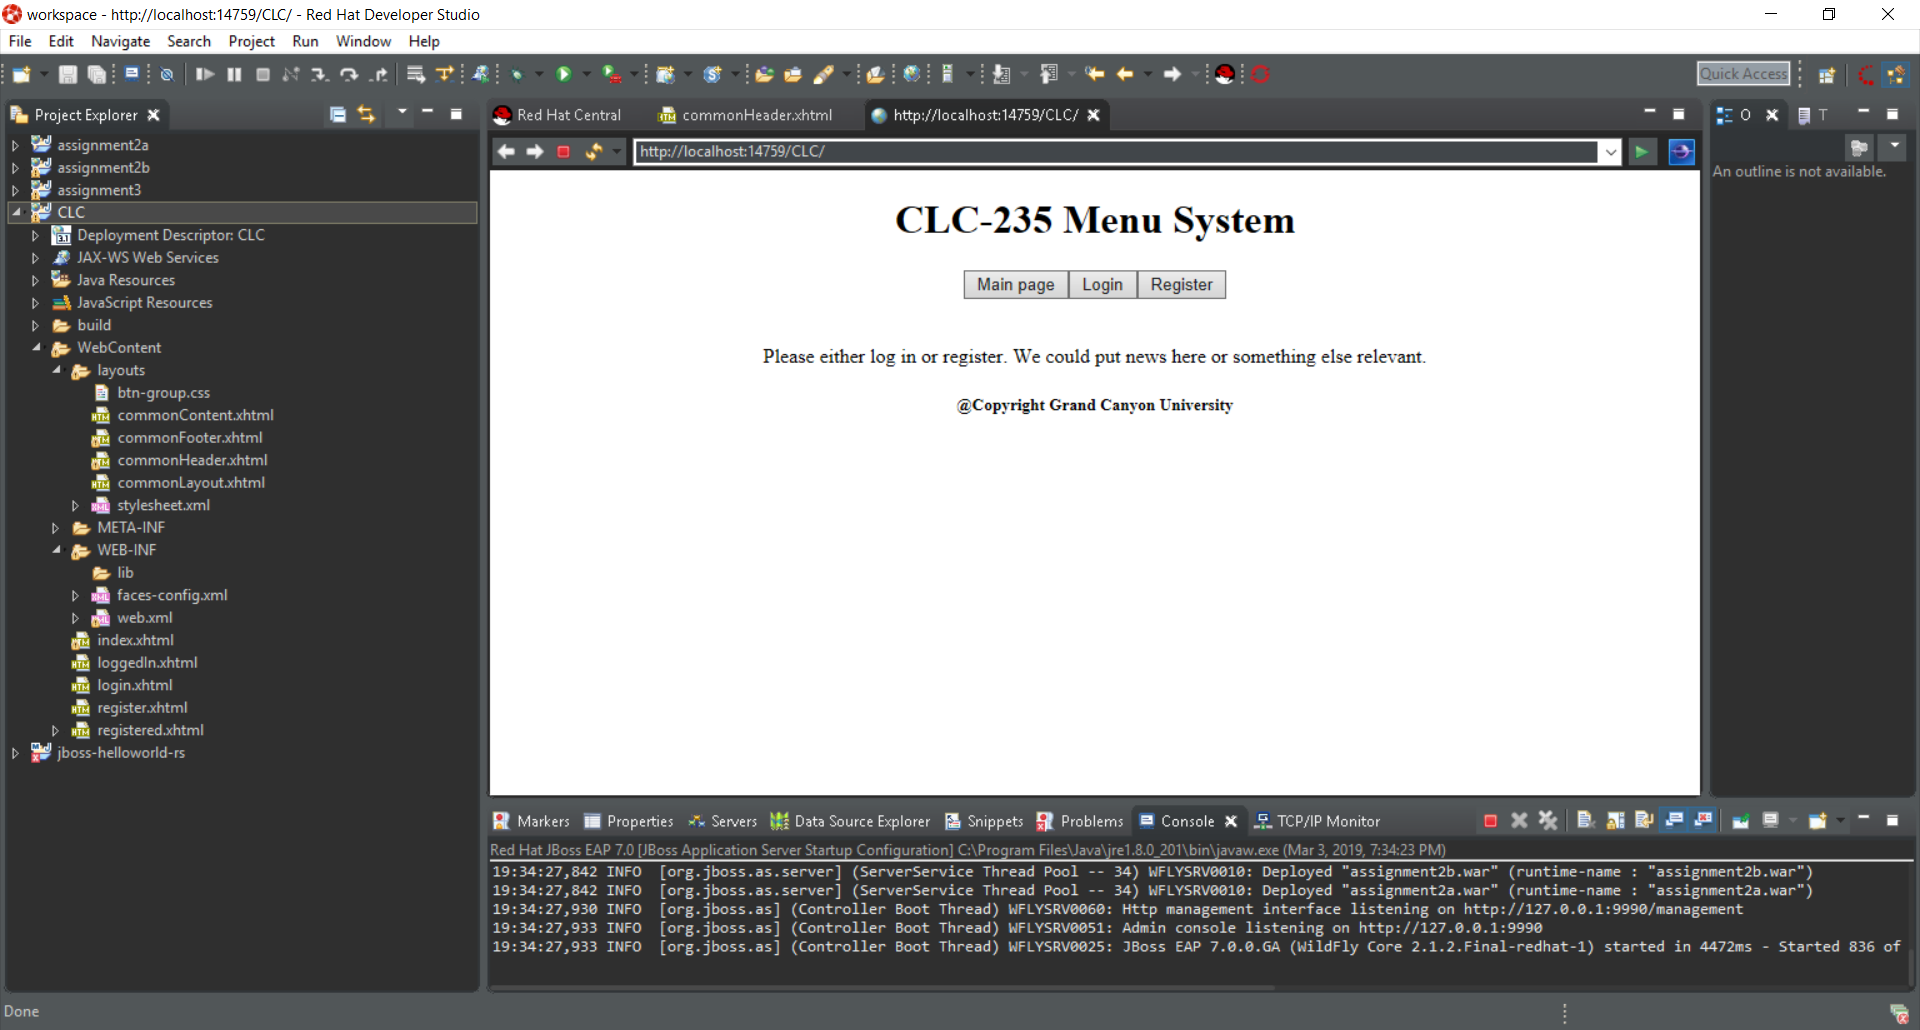 workspace - http://localhost:14759/CLC/ - Red Hat Developer Studio
File Edit Navigate Search Project Run Window Help
Quick Access
Project Explorer
Red Hat Central commonHeader.xhtml http://localhost:14759/CLC/
O T
http://localhost:14759/CLC/
An outline is not available.
assignment2a
assignment2b
assignment3
CLC
Deployment Descriptor: CLC
JAX-WS Web Services
Java Resources
JavaScript Resources
build
WebContent
layouts
btn-group.css
commonContent.xhtml
commonFooter.xhtml
commonHeader.xhtml
commonLayout.xhtml
stylesheet.xml
META-INF
WEB-INF
lib
faces-config.xml
web.xml
index.xhtml
loggedIn.xhtml
login.xhtml
register.xhtml
registered.xhtml
jboss-helloworld-rs
CLC-235 Menu System
Main page Login Register
Please either log in or register. We could put news here or something else relevant.
@Copyright Grand Canyon University
Markers Properties Servers Data Source Explorer Snippets Problems Console TCP/IP Monitor
Red Hat JBoss EAP 7.0 [JBoss Application Server Startup Configuration] C:\Program Files\Java\jre1.8.0_201\bin\javaw.exe (Mar 3, 2019, 7:34:23 PM)
19:34:27,842 INFO [org.jboss.as.server] (ServerService Thread Pool -- 34) WFLYSRV0010: Deployed "assignment2b.war" (runtime-name : "assignment2b.war")
19:34:27,842 INFO [org.jboss.as.server] (ServerService Thread Pool -- 34) WFLYSRV0010: Deployed "assignment2a.war" (runtime-name : "assignment2a.war")
19:34:27,930 INFO [org.jboss.as] (Controller Boot Thread) WFLYSRV0060: Http management interface listening on http://127.0.0.1:9990/management
19:34:27,933 INFO [org.jboss.as] (Controller Boot Thread) WFLYSRV0051: Admin console listening on http://127.0.0.1:9990
19:34:27,933 INFO [org.jboss.as] (Controller Boot Thread) WFLYSRV0025: JBoss EAP 7.0.0.GA (WildFly Core 2.1.2.Final-redhat-1) started in 4472ms - Started 836 of
Done